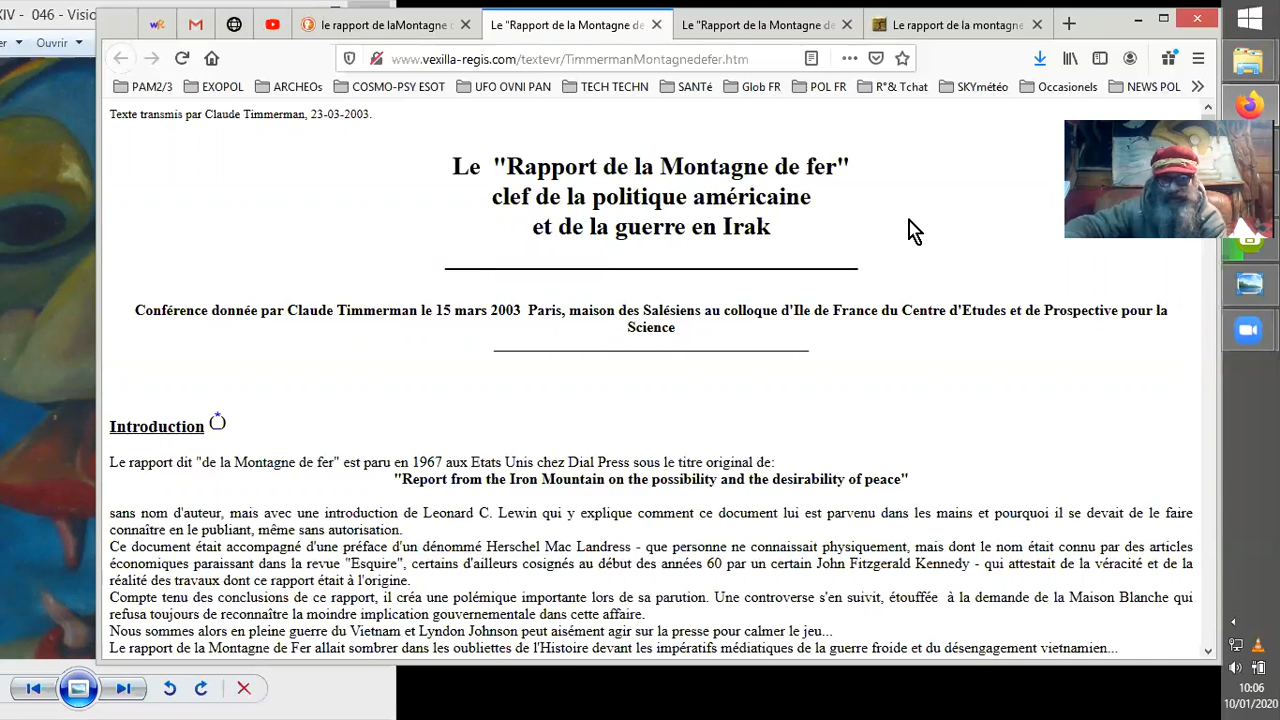 XIV - 046 - Visio
Ouvrir
le rapport de laMontagne d
Le "Rapport de la Montagne de
Le "Rapport de la Montagne de
Le rapport de la montagne
www.vexilla-regis.com/textevr/TimmermanMontagnedefer.htm
PAM2/3 EXOPOL ARCHEOs COSMO-PSY ESOT UFO OVNI PAN TECH TECHN SANTé Glob FR POL FR R°& Tchat SKYmétéo Occasionels NEWS POL
Texte transmis par Claude Timmerman, 23-03-2003.
Le "Rapport de la Montagne de fer"
clef de la politique américaine
et de la guerre en Irak
Conférence donnée par Claude Timmerman le 15 mars 2003 Paris, maison des Salésiens au colloque d'Ile de France du Centre d'Etudes et de Prospective pour la
Science
Introduction
Le rapport dit "de la Montagne de fer" est paru en 1967 aux Etats Unis chez Dial Press sous le titre original de:
"Report from the Iron Mountain on the possibility and the desirability of peace"
sans nom d'auteur, mais avec une introduction de Leonard C. Lewin qui y explique comment ce document lui est parvenu dans les mains et pourquoi il se devait de le faire
connaître en le publiant, même sans autorisation.
Ce document était accompagné d'une préface d'un dénommé Herschel Mac Landress - que personne ne connaissait physiquement, mais dont le nom était connu par des articles
économiques paraissant dans la revue "Esquire", certains d'ailleurs cosignés au début des années 60 par un certain John Fitzgerald Kennedy - qui attestait de la véracité et de la
réalité des travaux dont ce rapport était à l'origine.
Compte tenu des conclusions de ce rapport, il créa une polémique importante lors de sa parution. Une controverse s'en suivit, étouffée à la demande de la Maison Blanche qui
refusa toujours de reconnaître la moindre implication gouvernementale dans cette affaire.
Nous sommes alors en pleine guerre du Vietnam et Lyndon Johnson peut aisément agir sur la presse pour calmer le jeu...
Le rapport de la Montagne de Fer allait sombrer dans les oubliettes de l'Histoire devant les impératifs médiatiques de la guerre froide et du désengagement vietnamien...
10:06
10/01/2020